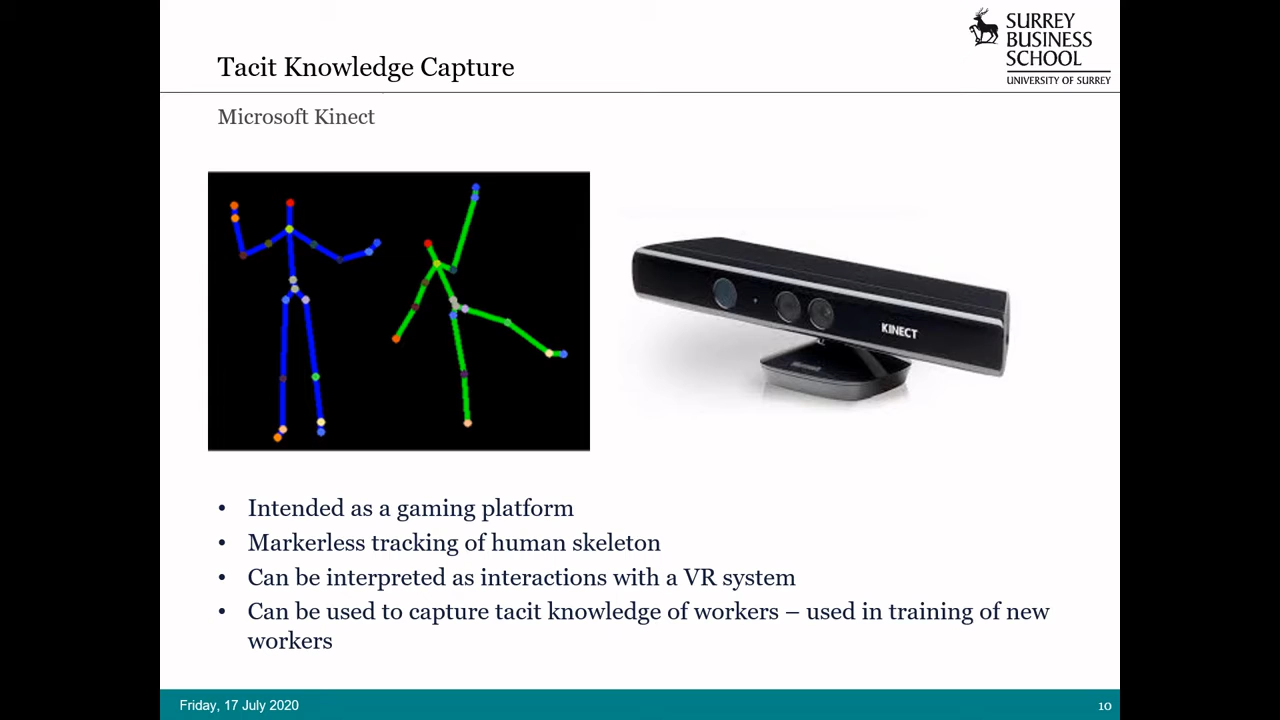 SURREY
BUSINESS
SCHOOL
UNIVERSITY OF SURREY
Tacit Knowledge Capture
Microsoft Kinect
KINECT
• Intended as a gaming platform
• Markerless tracking of human skeleton
• Can be interpreted as interactions with a VR system
• Can be used to capture tacit knowledge of workers – used in training of new
workers
Friday, 17 July 2020
10